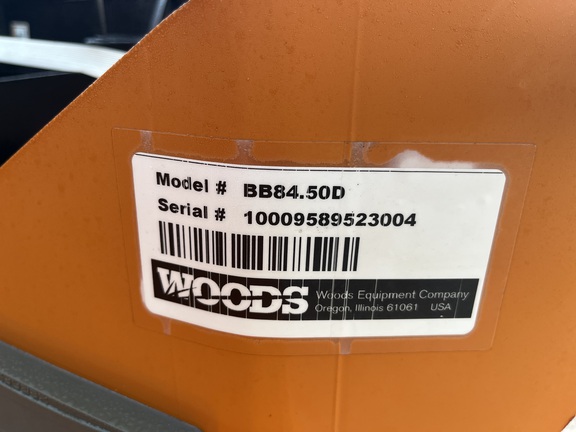 Model # BB84.50D
Serial # 10009589523004
WOODS
Woods Equipment Company
Oregon, Illinois 61061 USA